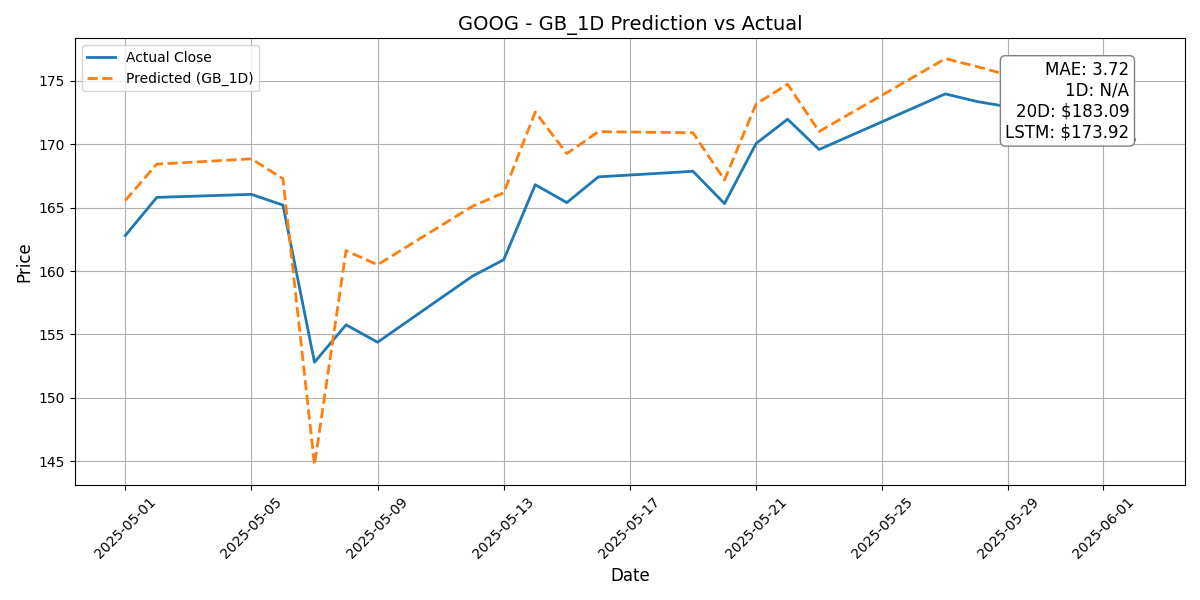 GOOG - GB_1D Prediction vs Actual
Actual Close
Predicted (GB_1D)
MAE: 3.72
1D: N/A
20D: $183.09
LSTM: $173.92
Price
175
170
165
160
155
150
145
2025-05-01
2025-05-05
2025-05-09
2025-05-13
2025-05-17
2025-05-21
2025-05-25
2025-05-29
2025-06-01
Date